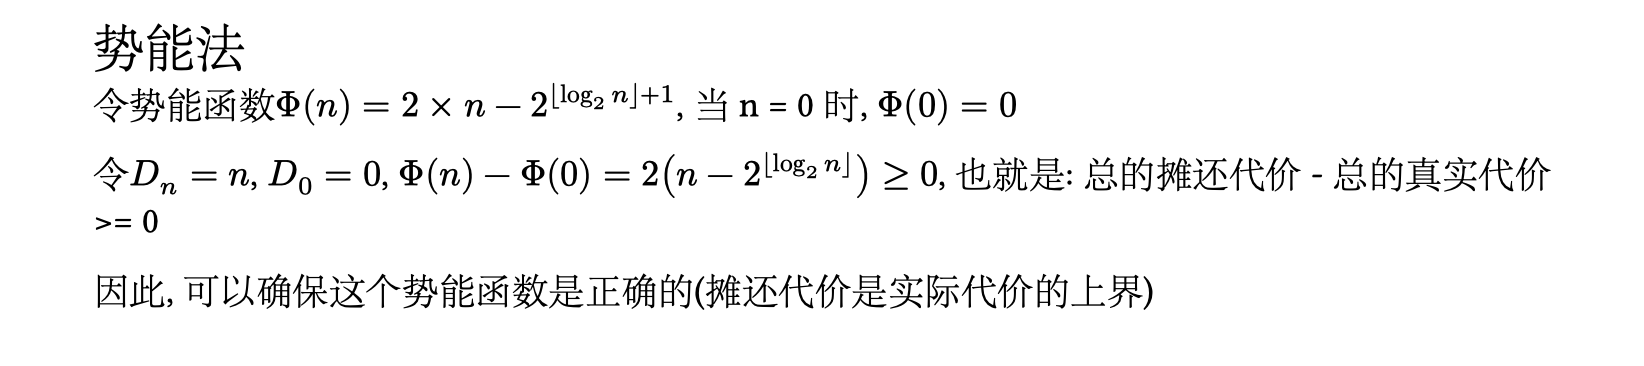 势能法
令势能函数Φ(n) = 2 × n − 2^{⌊log₂ n⌋+1}, 当 n = 0 时, Φ(0) = 0
令D_n = n, D_0 = 0, Φ(n) − Φ(0) = 2(n − 2^{⌊log₂ n⌋}) ≥ 0, 也就是: 总的摊还代价 - 总的真实代价
>= 0
因此, 可以确保这个势能函数是正确的(摊还代价是实际代价的上界)